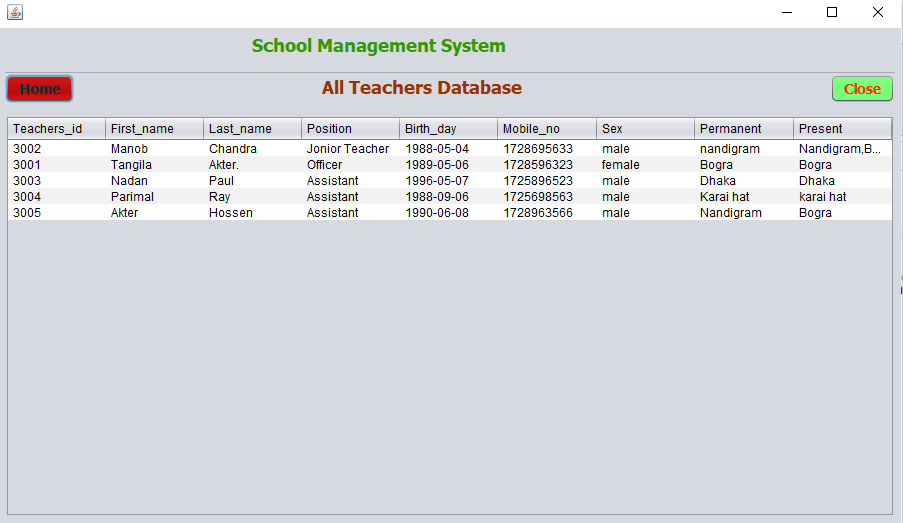 School Management System
Home All Teachers Database Close
Teachers_id First_name Last_name Position Birth_day Mobile_no Sex Permanent Present
3002 Manob Chandra Jonior Teacher 1988-05-04 1728695633 male nandigram Nandigram,B...
3001 Tangila Akter. Officer 1989-05-06 1728596323 female Bogra Bogra
3003 Nadan Paul Assistant 1996-05-07 1725896523 male Dhaka Dhaka
3004 Parimal Ray Assistant 1988-09-06 1725698563 male Karai hat karai hat
3005 Akter Hossen Assistant 1990-06-08 1728963566 male Nandigram Bogra